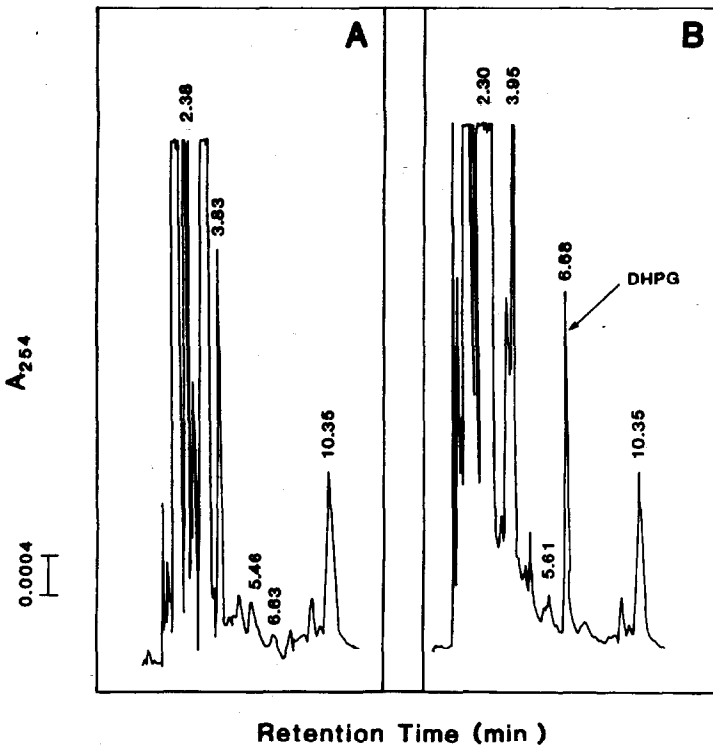 A
B
2.38
3.83
5.46
6.63
10.35
2.30
3.95
5.61
6.68
DHPG
10.35
A254
0.0004
Retention Time (min)